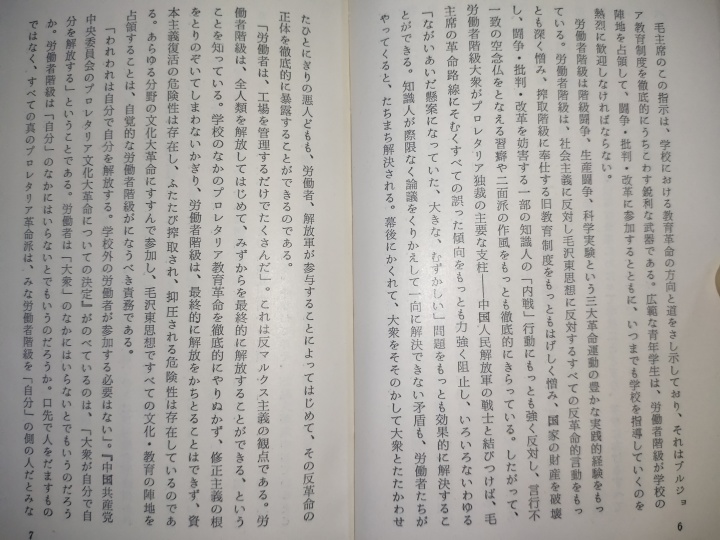 毛主席のこの指示は、学校における教育革命の方向と道をさし示しており、それはブルジョ
ア教育制度を徹底的にうちこわす鋭利な武器である。広範な青年学生は、労働者階級が学校の
陣地を占領して、闘争・批判・改革に参加するとともに、いつまでも学校を指導していくのを
熱烈に歓迎しなければならない。
労働者階級は階級闘争、生産闘争、科学実験という三大革命運動の豊かな実践的経験をもっ
ている。労働者階級は、社会主義に反対し毛沢東思想に反対するすべての反革命的言動をもっ
とも深く憎み、搾取階級に奉仕する旧教育制度をもっともはげしく憎み、国家の財産を破壊
し、闘争・批判・改革を妨害する一部の知識人の「内戦」行動にもっとも強く反対し、言行不
一致の空念仏をとなえる習癖や二面派の作風をもっとも徹底的にきらっている。したがって、
労働者階級大衆がプロレタリア独裁の主要な支柱――中国人民解放軍の戦士と結びつけば、毛
主席の革命路線にそむくすべての誤った傾向をもっとも力強く阻止し、いろいろないわゆる
「ながいあいだ懸案になっていた、大きな、むずかしい」問題をもっとも効果的に解決するこ
とができる。知識人が際限なく論議をくりかえして一向に解決できない矛盾も、労働者たちが
やってくると、たちまち解決される。幕後にかくれて、大衆をそそのかして大衆とたたかわせ
6
たひとにぎりの悪人どもも、労働者、解放軍が参与することによってはじめて、その反革命の
正体を徹底的に暴露することができるのである。
「労働者は、工場を管理するだけでたくさんだ」。これは反マルクス主義の観点である。労
働者階級は、全人類を解放してはじめて、みずからを最終的に解放することができる、という
ことを知っている。学校のなかのプロレタリア教育革命を徹底的にやりぬかず、修正主義の根
をとりのぞいてしまわないかぎり、労働者階級は、最終的に解放をかちとることはできず、資
本主義復活の危険性は存在し、ふたたび搾取され、抑圧される危険性は存在しているのであ
る。あらゆる分野の文化大革命にすすんで参加し、毛沢東思想ですべての文化・教育の陣地を
占領することは、自覚的な労働者階級がになうべき責務である。
「われわれは自分で自分を解放する。学校外の労働者が参加する必要はない」。『中国共産党
中央委員会のプロレタリア文化大革命についての決定』がのべているのは、「大衆が自分で自
分を解放する」ということである。労働者は「大衆」のなかにはいらないとでもいうのだろう
か。労働者階級は「自分」のなかにはいらないとでもいうのだろうか。口先で人をだますもの
ではなく、すべての真のプロレタリア革命派は、みな労働者階級を「自分」の側の人だとみな
7